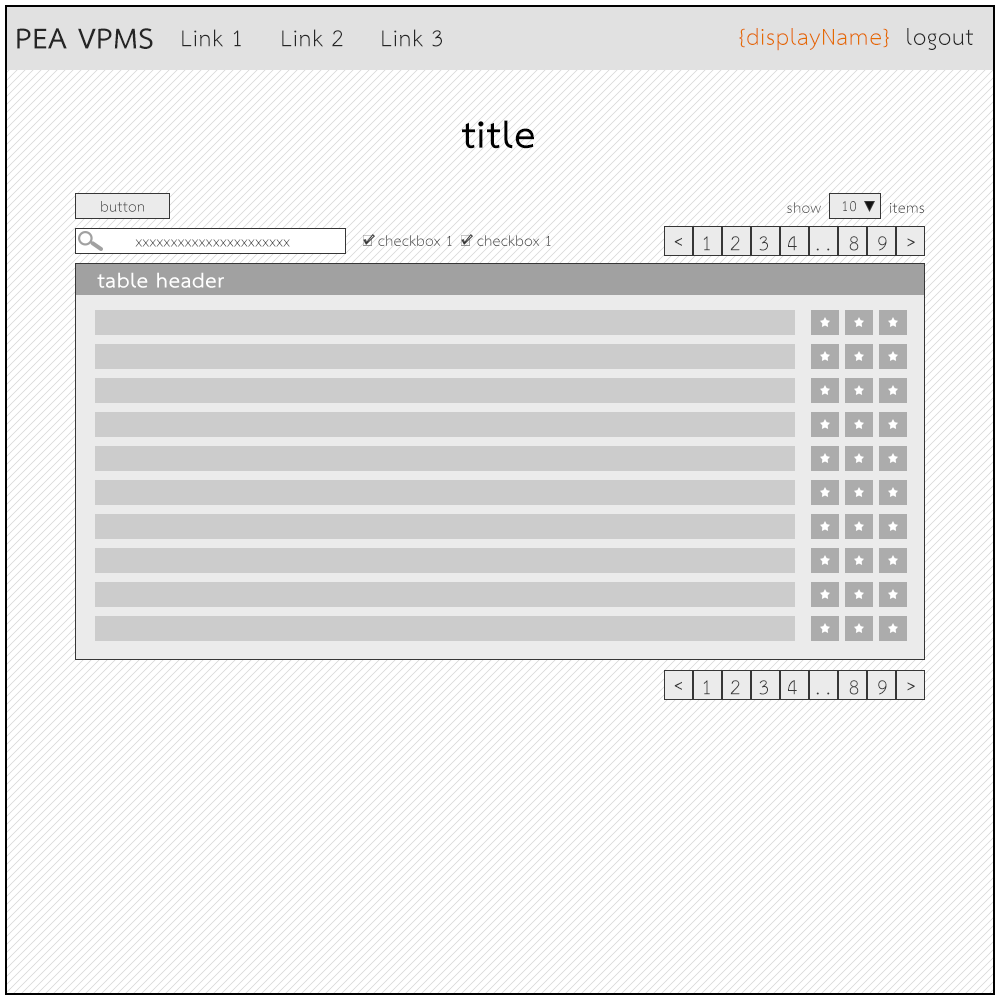 PEA VPMS Link 1 Link 2 Link 3 {displayName} logout
title
button show 10 ▼ items
xxxxxxxxxxxxxxxxxxxxxx checkbox 1 checkbox 1 < 1 2 3 4 .. 8 9 >
table header
< 1 2 3 4 .. 8 9 >